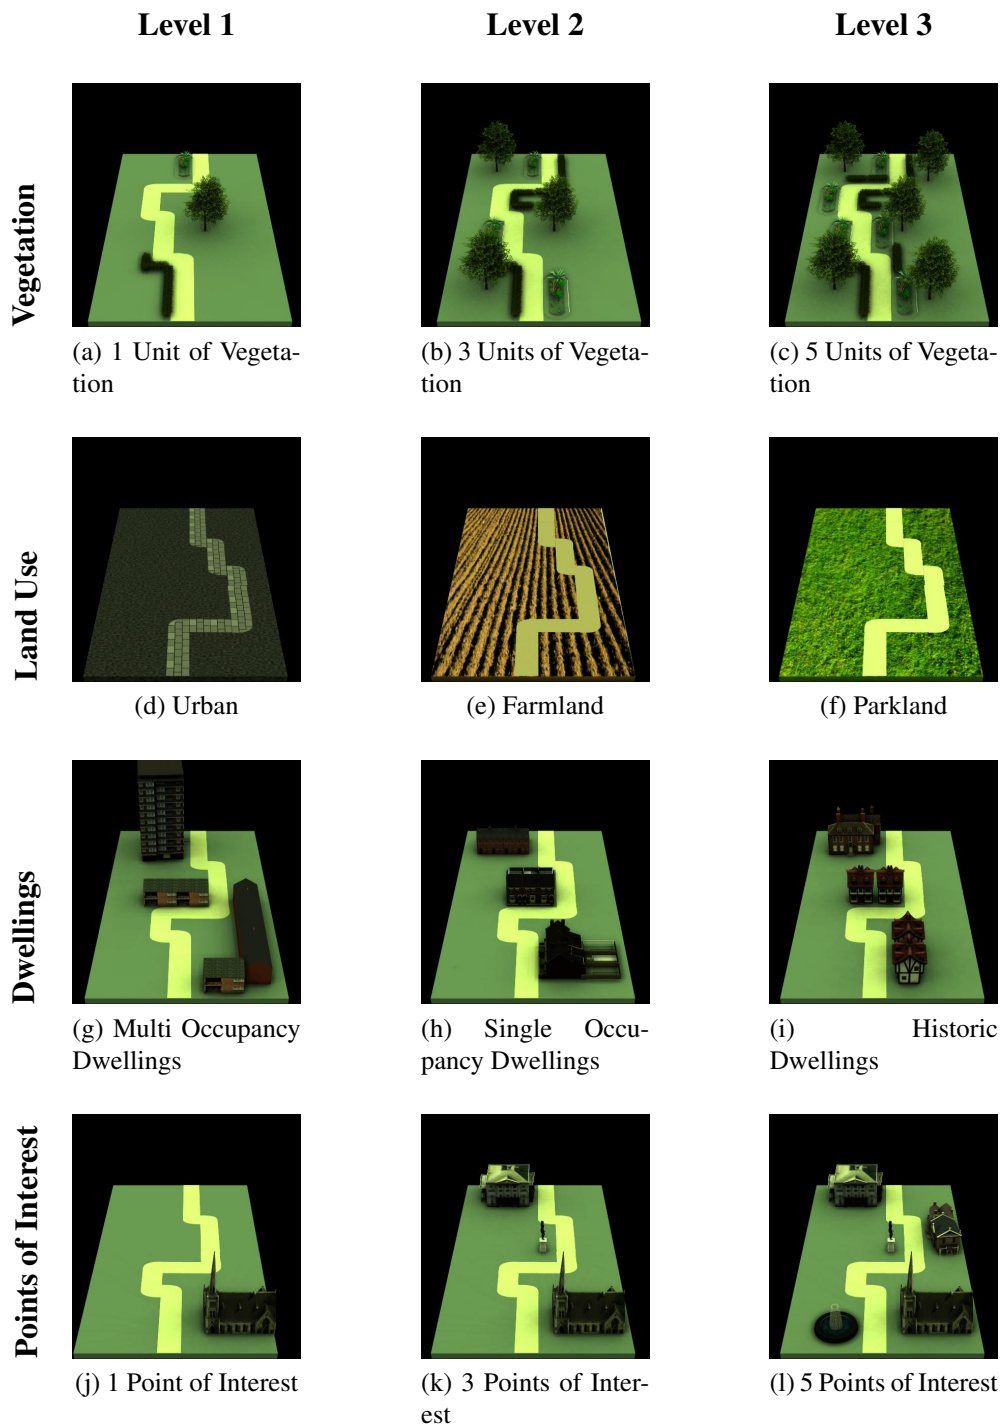 Level 1 Level 2 Level 3
Vegetation
(a) 1 Unit of Vegeta-
tion
(b) 3 Units of Vegeta-
tion
(c) 5 Units of Vegeta-
tion
Land Use
(d) Urban
(e) Farmland
(f) Parkland
Dwellings
(g) Multi Occupancy
Dwellings
(h) Single Occu-
pancy Dwellings
(i) Historic
Dwellings
Points of Interest
(j) 1 Point of Interest
(k) 3 Points of Inter-
est
(l) 5 Points of Interest